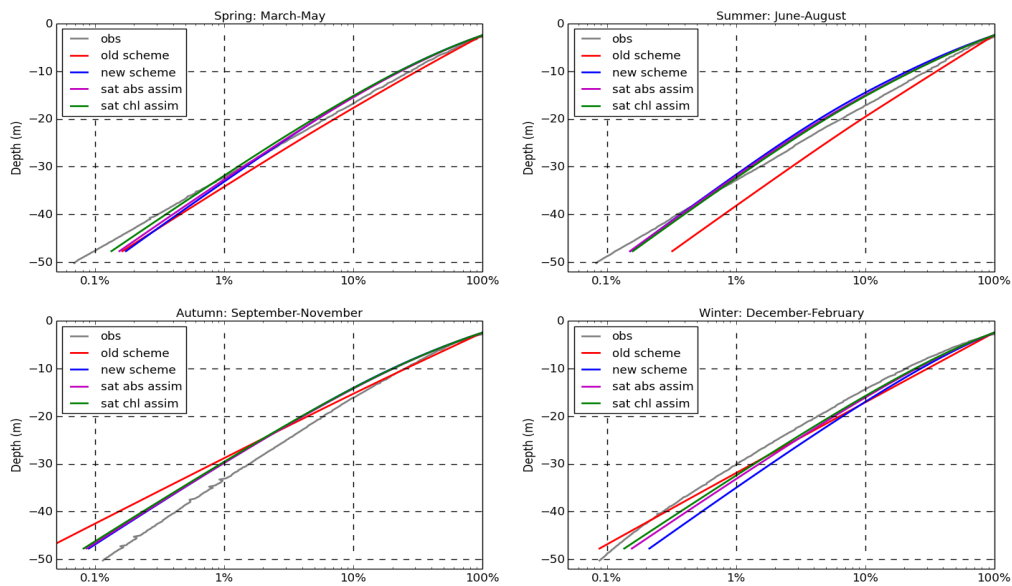 Spring: March-May
0
−10
−20
−30
−40
−50
Depth (m)
obs
old scheme
new scheme
sat abs assim
sat chl assim
0.1% 1% 10% 100%
Summer: June-August
0
−10
−20
−30
−40
−50
Depth (m)
obs
old scheme
new scheme
sat abs assim
sat chl assim
0.1% 1% 10% 100%
Autumn: September-November
0
−10
−20
−30
−40
−50
Depth (m)
obs
old scheme
new scheme
sat abs assim
sat chl assim
0.1% 1% 10% 100%
Winter: December-February
0
−10
−20
−30
−40
−50
Depth (m)
obs
old scheme
new scheme
sat abs assim
sat chl assim
0.1% 1% 10% 100%